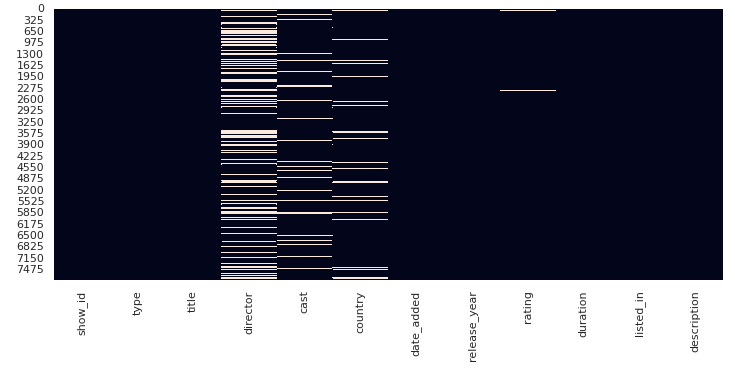 0
325
650
975
1300
1625
1950
2275
2600
2925
3250
3575
3900
4225
4550
4875
5200
5525
5850
6175
6500
6825
7150
7475
show_id
type
title
director
cast
country
date_added
release_year
rating
duration
listed_in
description